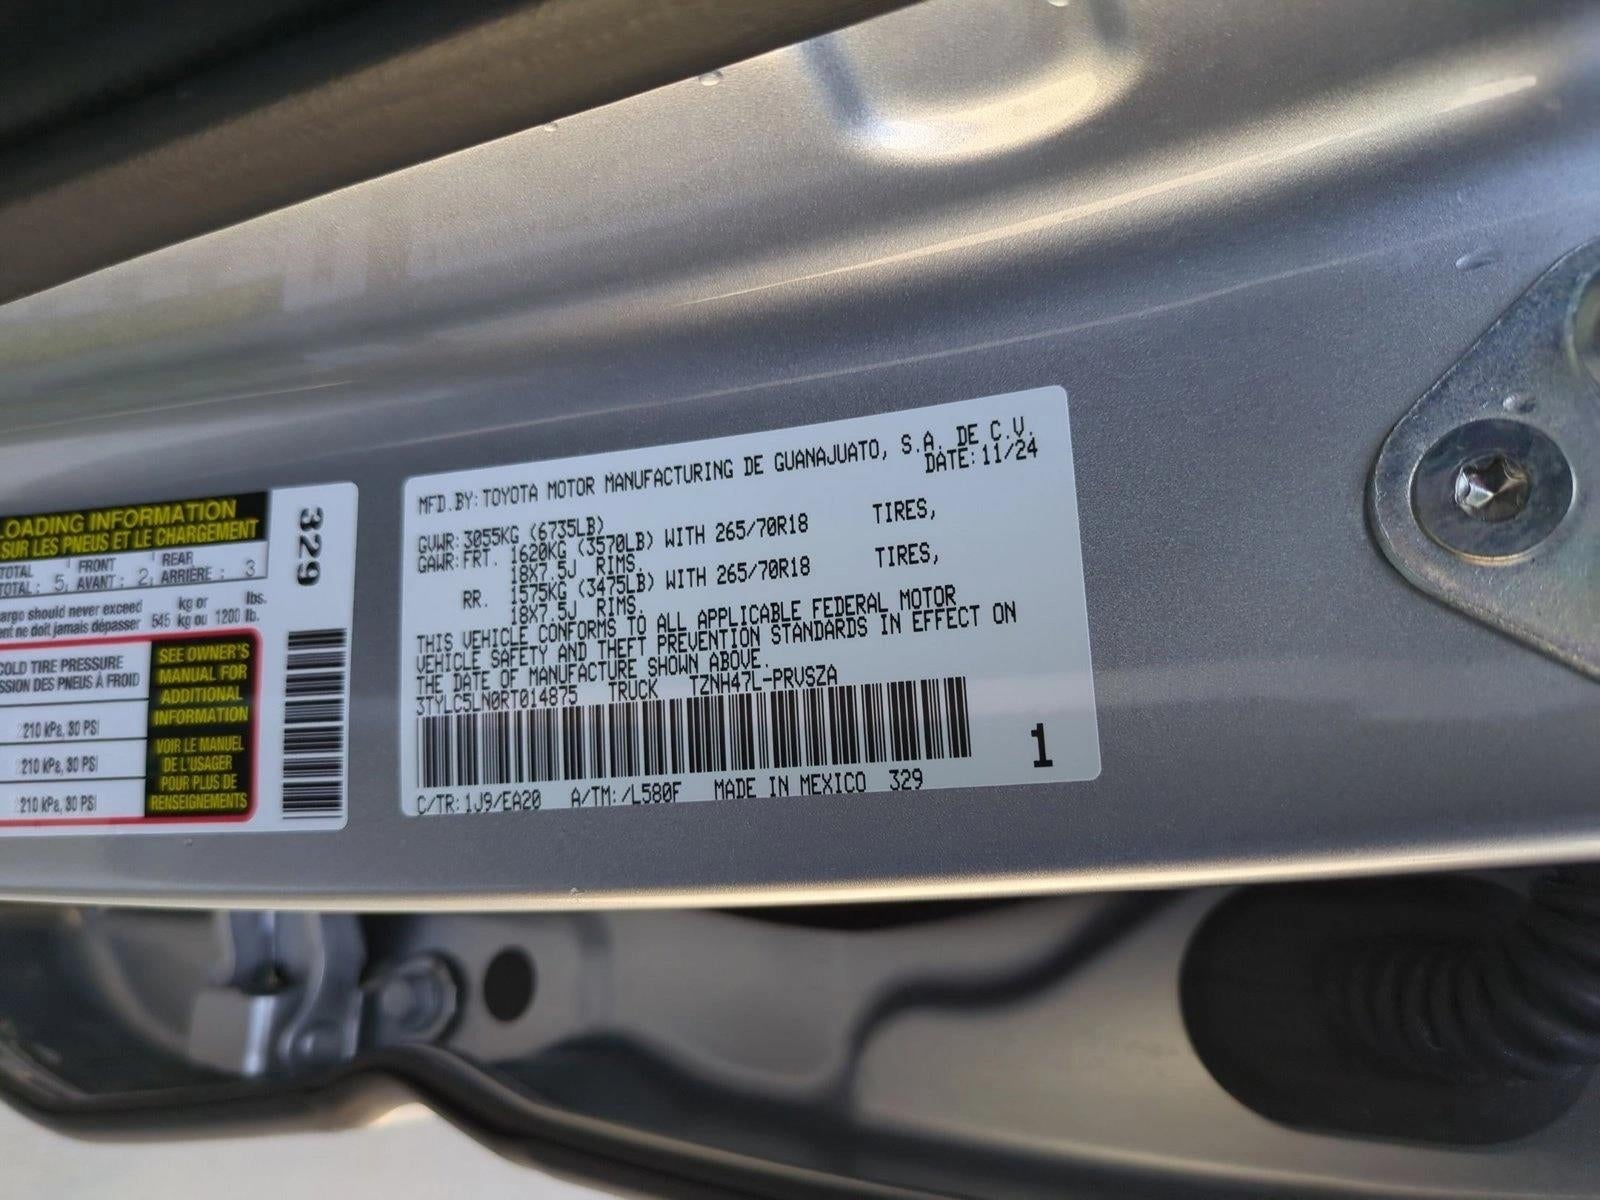 LOADING INFORMATION
SUR LES PNEUS ET LE CHARGEMENT
TOTAL FRONT REAR
TOTAL : 5 AVANT : 2 ARRIÈRE : 3
cargo should never exceed kg or lbs.
ne doit jamais dépasser 545 kg ou 1200 lb.
COLD TIRE PRESSURE
DES PNEUS À FROID
210 kPa, 30 PSI
210 kPa, 30 PSI
210 kPa, 30 PSI
SEE OWNER'S
MANUAL FOR
ADDITIONAL
INFORMATION
VOIR LE MANUEL
DE L'USAGER
POUR PLUS DE
RENSEIGNEMENTS
329
MFD.BY:TOYOTA MOTOR MANUFACTURING DE GUANAJUATO, S.A. DE C.V.
DATE:11/24
GVWR:3055KG (6735LB)
GAWR:FRT. 1620KG (3570LB) WITH 265/70R18 TIRES,
18X7.5J RIMS.
RR. 1575KG (3475LB) WITH 265/70R18 TIRES,
18X7.5J RIMS.
THIS VEHICLE CONFORMS TO ALL APPLICABLE FEDERAL MOTOR
VEHICLE SAFETY AND THEFT PREVENTION STANDARDS IN EFFECT ON
THE DATE OF MANUFACTURE SHOWN ABOVE.
3TYLC5LN0RT014875 TRUCK TZNH47L-PRVSZA
1
C/TR:1J9/EA20 A/TM:/L580F MADE IN MEXICO 329